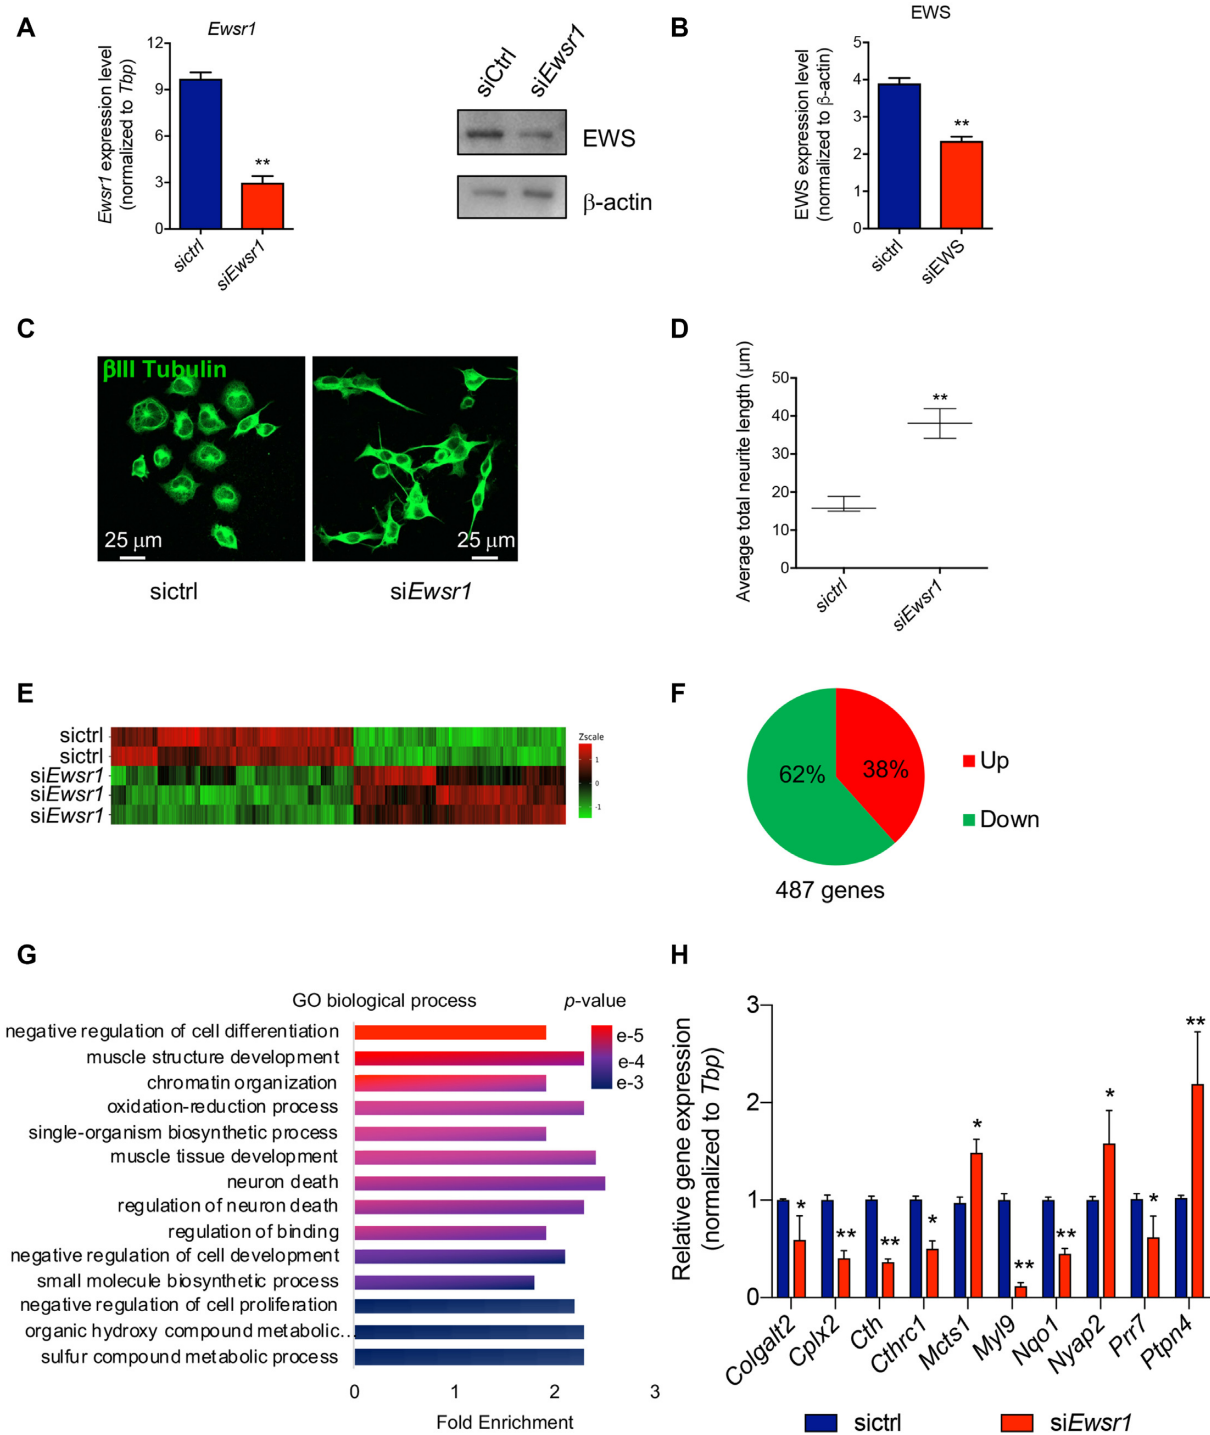 A
Ewsr1
Ewsr1 expression level
(normalized to Tbp)
12
9
6
3
0
**
sictrl
siEwsr1
siCtrl
siEwsr1
EWS
β-actin
B
EWS
EWS expression level
(normalized to β-actin)
5
4
3
2
1
0
**
sictrl
siEWS
C
βIII Tubulin
25 μm
25 μm
sictrl
siEwsr1
D
Average total neurite length (μm)
50
40
30
20
10
0
**
sictrl
siEwsr1
E
sictrl
sictrl
siEwsr1
siEwsr1
siEwsr1
Zscale
1
-1
F
62%
38%
Up
Down
487 genes
G
GO biological process
p-value
negative regulation of cell differentiation
muscle structure development
chromatin organization
oxidation-reduction process
single-organism biosynthetic process
muscle tissue development
neuron death
regulation of neuron death
regulation of binding
negative regulation of cell development
small molecule biosynthetic process
negative regulation of cell proliferation
organic hydroxy compound metabolic...
sulfur compound metabolic process
e-5
e-4
e-3
0
1
2
3
Fold Enrichment
H
Relative gene expression
(normalized to Tbp)
3
2
1
0
*
**
**
*
*
**
**
*
*
**
Colgalt2
Cplx2
Cth
Cthrc1
Mcts1
Myl9
Nqo1
Nyap2
Prr7
Ptpn4
sictrl
siEwsr1